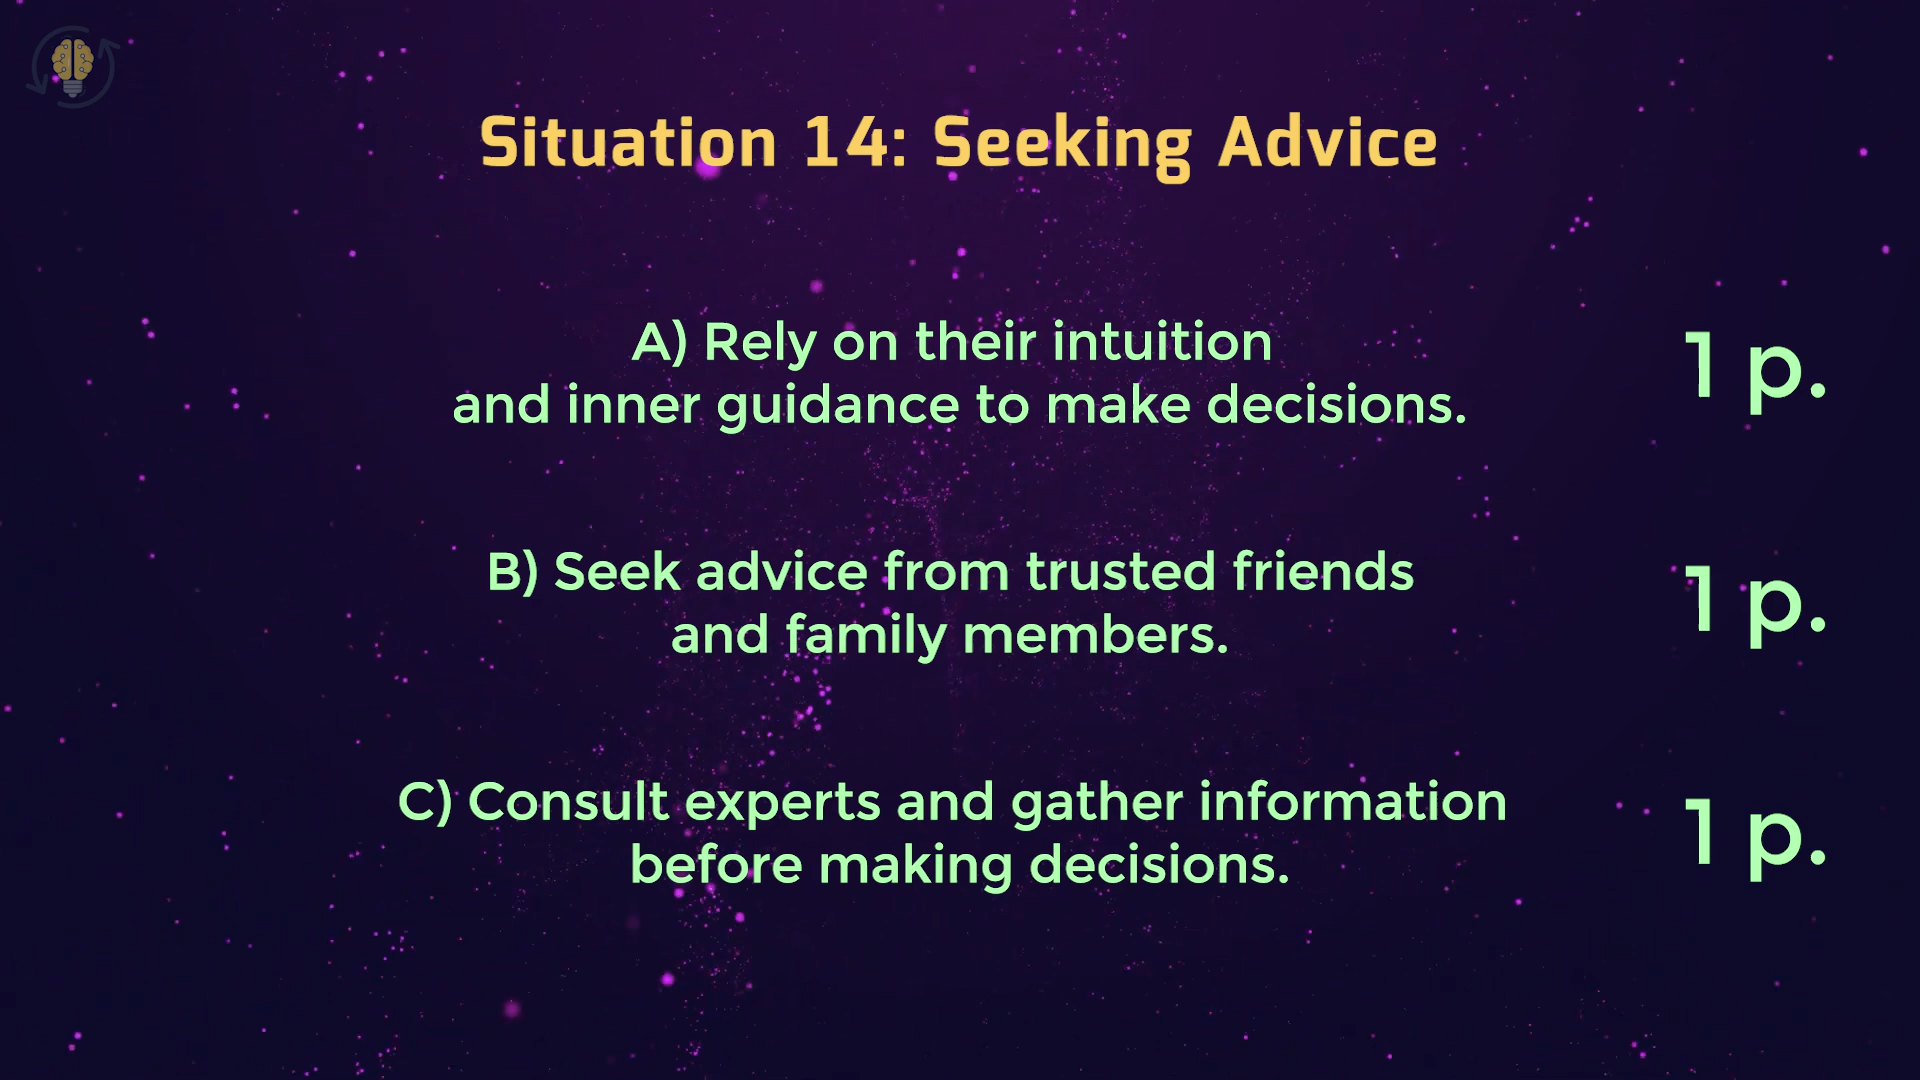 Situation 14: Seeking Advice
A) Rely on their intuition
and inner guidance to make decisions.
1 p.
B) Seek advice from trusted friends
and family members.
1 p.
C) Consult experts and gather information
before making decisions.
1 p.